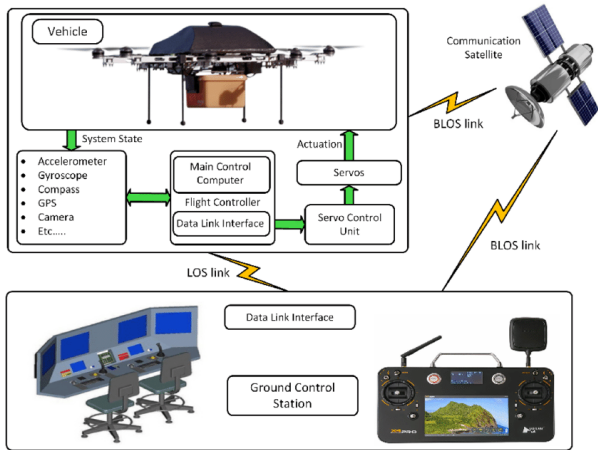 Vehicle
Communication
Satellite
BLOS link
System State
Actuation
• Accelerometer
• Gyroscope
• Compass
• GPS
• Camera
• Etc.....
Main Control
Computer
Flight Controller
Data Link Interface
Servos
Servo Control
Unit
BLOS link
LOS link
Data Link Interface
Ground Control
Station